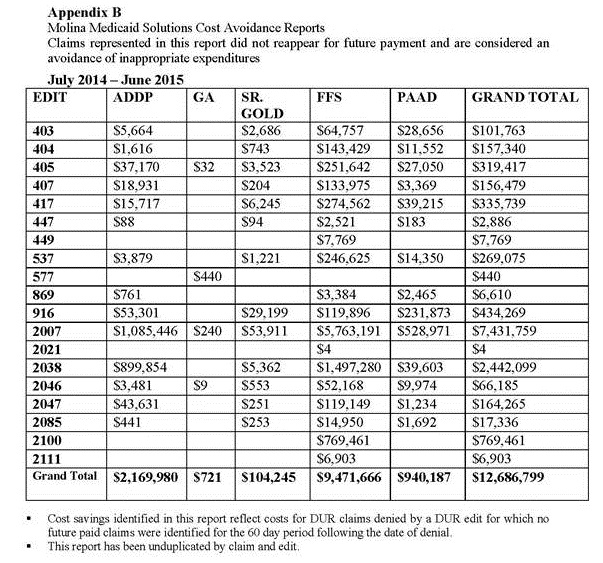 Appendix B
Molina Medicaid Solutions Cost Avoidance Reports
Claims represented in this report did not reappear for future payment and are considered an
avoidance of inappropriate expenditures
July 2014 – June 2015
EDIT ADDP GA SR. GOLD FFS PAAD GRAND TOTAL
403 $5,664 $2,686 $64,757 $28,656 $101,763
404 $1,616 $743 $143,429 $11,552 $157,340
405 $37,170 $32 $3,523 $251,642 $27,050 $319,417
407 $18,931 $204 $133,975 $3,369 $156,479
417 $15,717 $6,245 $274,562 $39,215 $335,739
447 $88 $94 $2,521 $183 $2,886
449 $7,769 $7,769
537 $3,879 $1,221 $246,625 $14,350 $269,075
577 $440 $440
869 $761 $3,384 $2,465 $6,610
916 $53,301 $29,199 $119,896 $231,873 $434,269
2007 $1,085,446 $240 $53,911 $5,763,191 $528,971 $7,431,759
2021 $4 $4
2038 $899,854 $5,362 $1,497,280 $39,603 $2,442,099
2046 $3,481 $9 $553 $52,168 $9,974 $66,185
2047 $43,631 $251 $119,149 $1,234 $164,265
2085 $441 $253 $14,950 $1,692 $17,336
2100 $769,461 $769,461
2111 $6,903 $6,903
Grand Total $2,169,980 $721 $104,245 $9,471,666 $940,187 $12,686,799
▪ Cost savings identified in this report reflect costs for DUR claims denied by a DUR edit for which no
future paid claims were identified for the 60 day period following the date of denial.
▪ This report has been unduplicated by claim and edit.